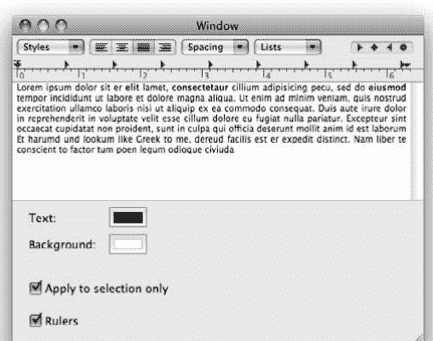 Window
Styles Spacing Lists
0 1 2 3 4 5 6
Lorem ipsum dolor sit er elit lamet, consectetaur cillium adipisicing pecu, sed do eiusmod
tempor incididunt ut labore et dolore magna aliqua. Ut enim ad minim veniam, quis nostrud
exercitation ullamco laboris nisi ut aliquip ex ea commodo consequat. Duis aute irure dolor
in reprehenderit in voluptate velit esse cillum dolore eu fugiat nulla pariatur. Excepteur sint
occaecat cupidatat non proident, sunt in culpa qui officia deserunt mollit anim id est laborum
Et harumd und lookum like Greek to me, dereud facilis est er expedit distinct. Nam liber te
conscient to factor tum poen legum odioque civiuda
Text:
Background:
Apply to selection only
Rulers